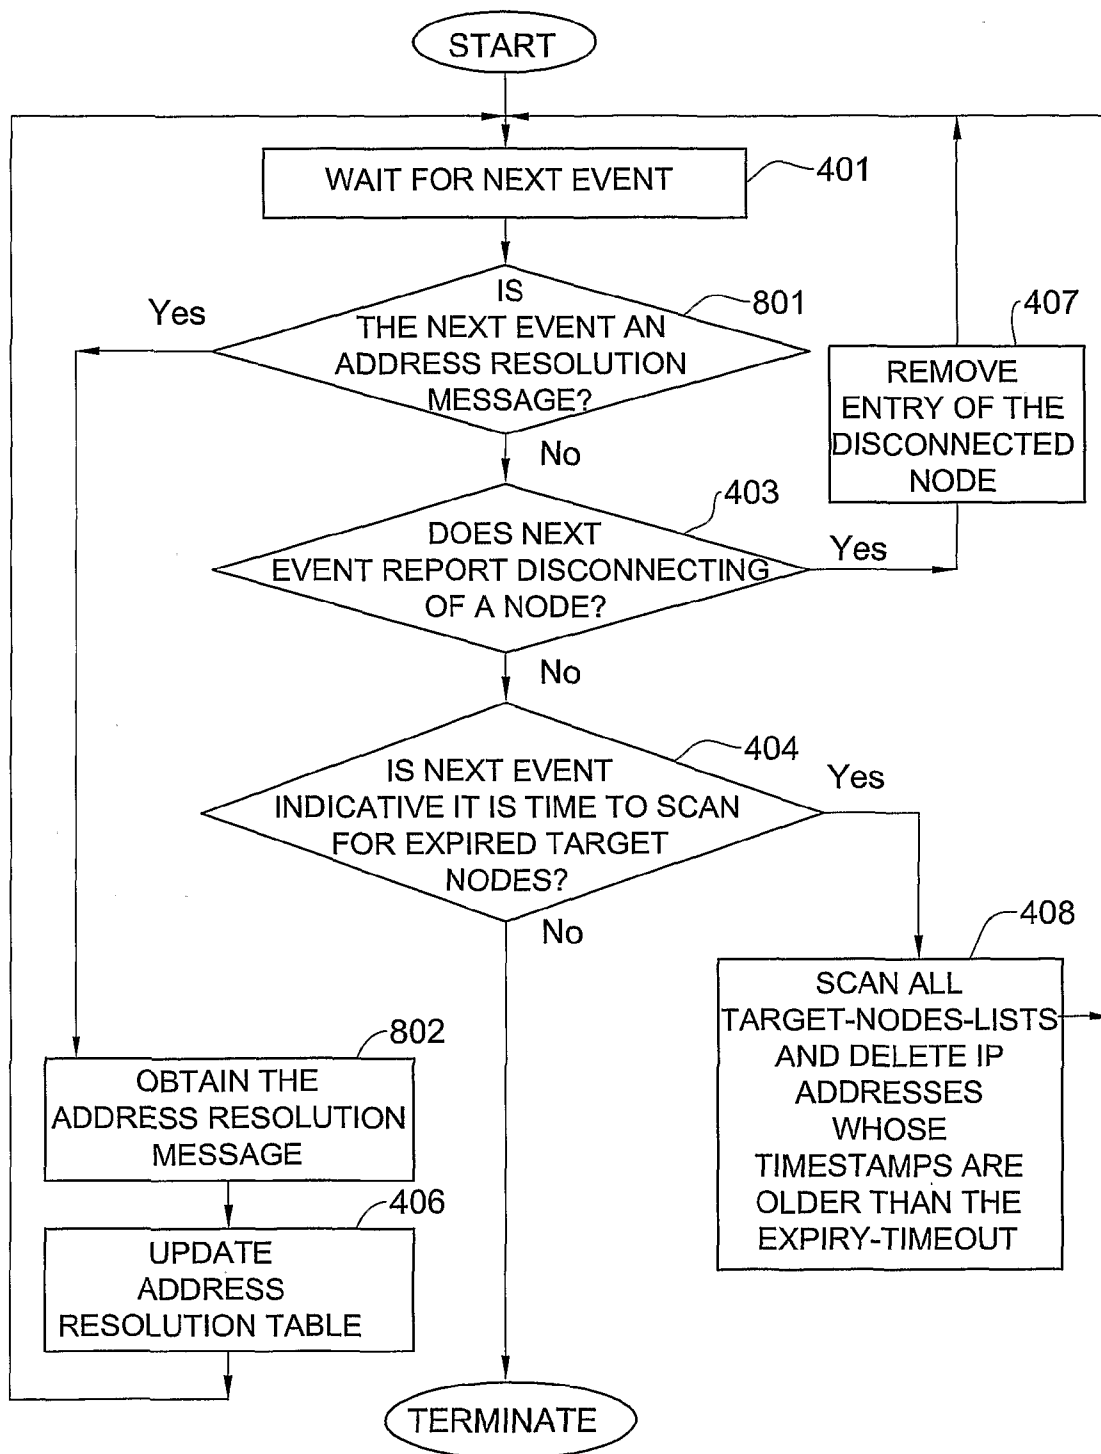 START
WAIT FOR NEXT EVENT
401
IS
THE NEXT EVENT AN
ADDRESS RESOLUTION
MESSAGE?
801
Yes
No
407
REMOVE
ENTRY OF THE
DISCONNECTED
NODE
DOES NEXT
EVENT REPORT DISCONNECTING
OF A NODE?
403
Yes
No
IS NEXT EVENT
INDICATIVE IT IS TIME TO SCAN
FOR EXPIRED TARGET
NODES?
404
Yes
No
408
SCAN ALL
TARGET-NODES-LISTS
AND DELETE IP
ADDRESSES
WHOSE
TIMESTAMPS ARE
OLDER THAN THE
EXPIRY-TIMEOUT
802
OBTAIN THE
ADDRESS RESOLUTION
MESSAGE
406
UPDATE
ADDRESS
RESOLUTION TABLE
TERMINATE